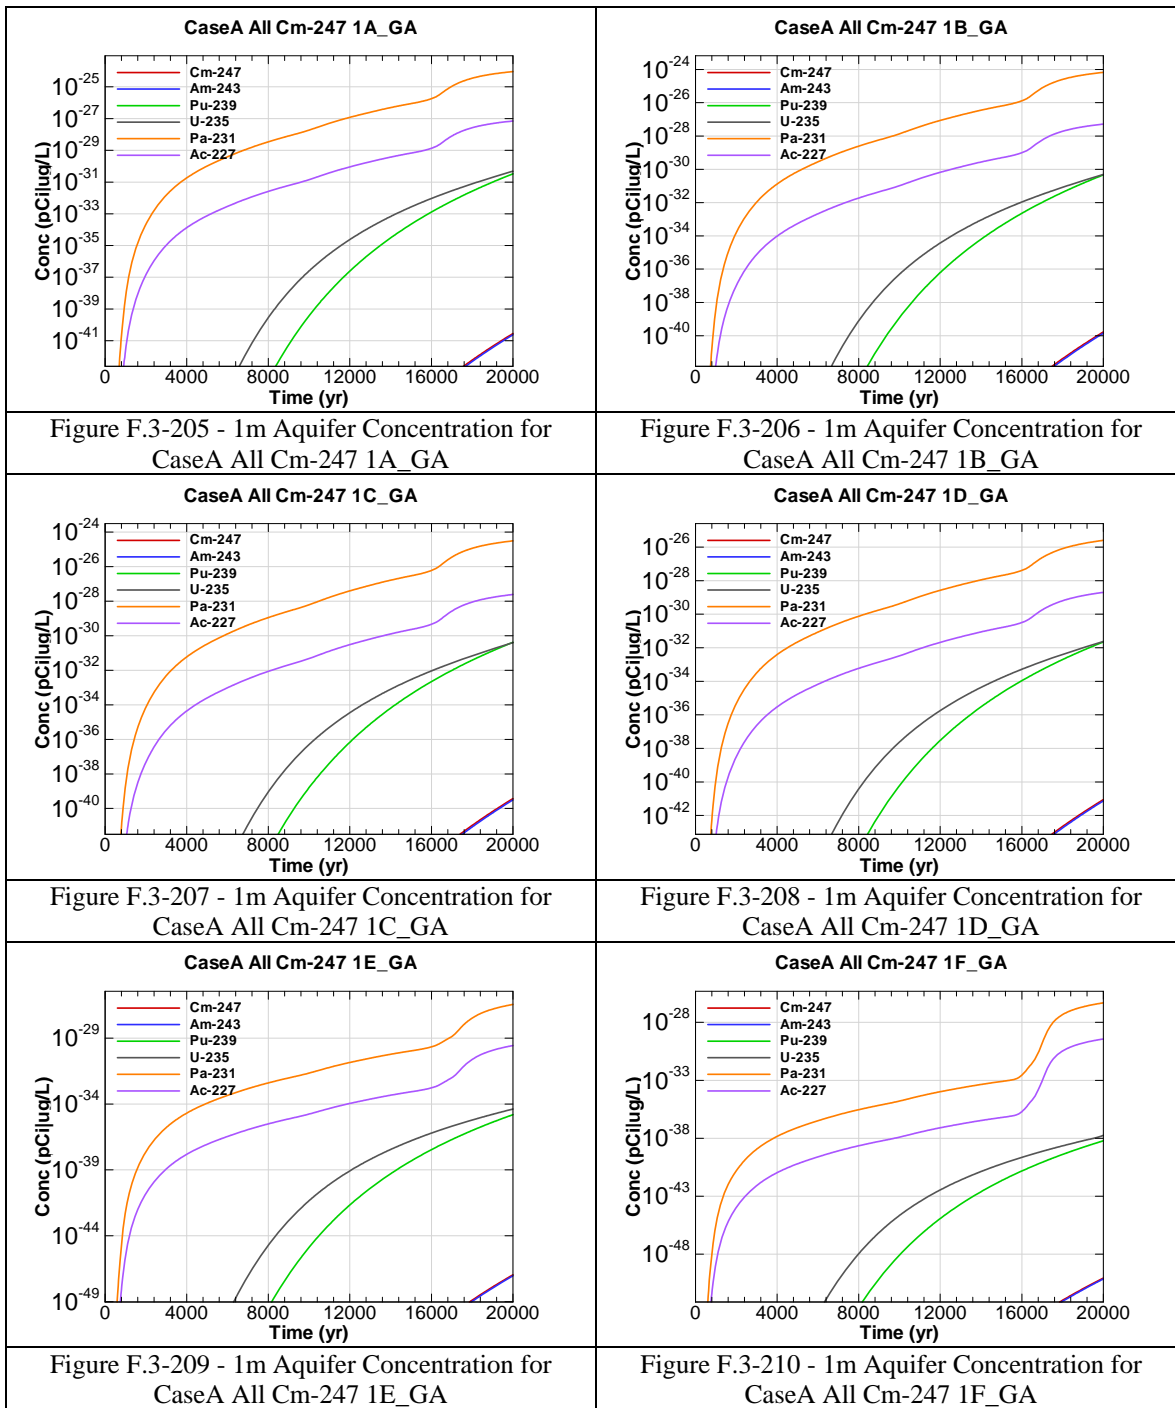 CaseA All Cm-247 1A_GA
Conc (pCi|ug/L)
10-25
10-27
10-29
10-31
10-33
10-35
10-37
10-39
10-41
Cm-247
Am-243
Pu-239
U-235
Pa-231
Ac-227
0 4000 8000 12000 16000 20000
Time (yr)
Figure F.3-205 - 1m Aquifer Concentration for
CaseA All Cm-247 1A_GA
CaseA All Cm-247 1B_GA
Conc (pCi|ug/L)
10-24
10-26
10-28
10-30
10-32
10-34
10-36
10-38
10-40
Cm-247
Am-243
Pu-239
U-235
Pa-231
Ac-227
0 4000 8000 12000 16000 20000
Time (yr)
Figure F.3-206 - 1m Aquifer Concentration for
CaseA All Cm-247 1B_GA
CaseA All Cm-247 1C_GA
Conc (pCi|ug/L)
10-24
10-26
10-28
10-30
10-32
10-34
10-36
10-38
10-40
Cm-247
Am-243
Pu-239
U-235
Pa-231
Ac-227
0 4000 8000 12000 16000 20000
Time (yr)
Figure F.3-207 - 1m Aquifer Concentration for
CaseA All Cm-247 1C_GA
CaseA All Cm-247 1D_GA
Conc (pCi|ug/L)
10-26
10-28
10-30
10-32
10-34
10-36
10-38
10-40
10-42
Cm-247
Am-243
Pu-239
U-235
Pa-231
Ac-227
0 4000 8000 12000 16000 20000
Time (yr)
Figure F.3-208 - 1m Aquifer Concentration for
CaseA All Cm-247 1D_GA
CaseA All Cm-247 1E_GA
Conc (pCi|ug/L)
10-29
10-34
10-39
10-44
10-49
Cm-247
Am-243
Pu-239
U-235
Pa-231
Ac-227
0 4000 8000 12000 16000 20000
Time (yr)
Figure F.3-209 - 1m Aquifer Concentration for
CaseA All Cm-247 1E_GA
CaseA All Cm-247 1F_GA
Conc (pCi|ug/L)
10-28
10-33
10-38
10-43
10-48
Cm-247
Am-243
Pu-239
U-235
Pa-231
Ac-227
0 4000 8000 12000 16000 20000
Time (yr)
Figure F.3-210 - 1m Aquifer Concentration for
CaseA All Cm-247 1F_GA